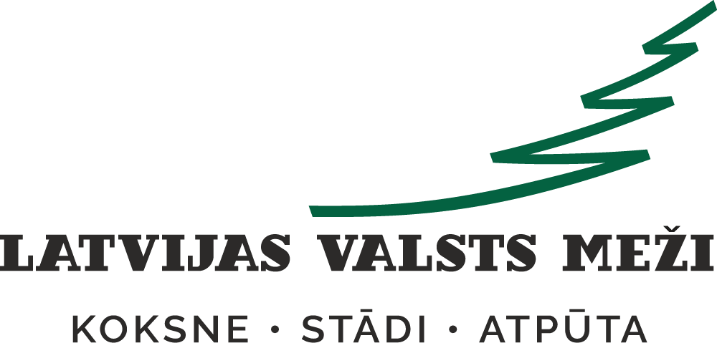 LATVIJAS VALSTS MEŽI
KOKSNE • STĀDI • ATPŪTA